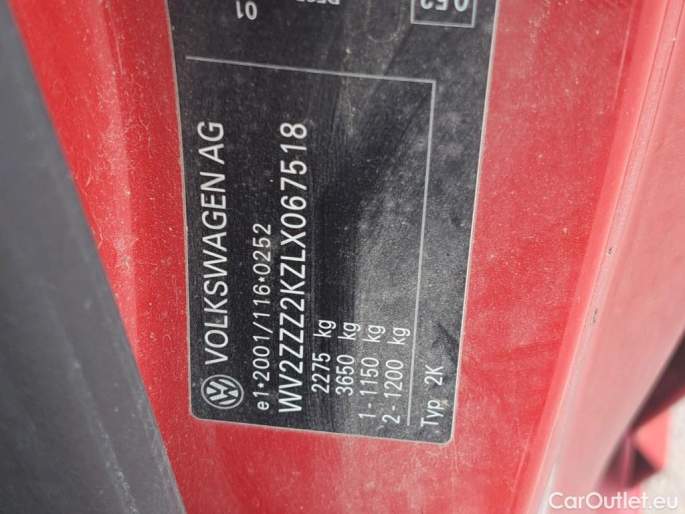 VOLKSWAGEN AG
e1*2001/116*0252
WV2ZZZ2KZLX067518
2275 kg
3650 kg
1 - 1150 kg
2 - 1200 kg
Typ 2K
01
CarOutlet.eu